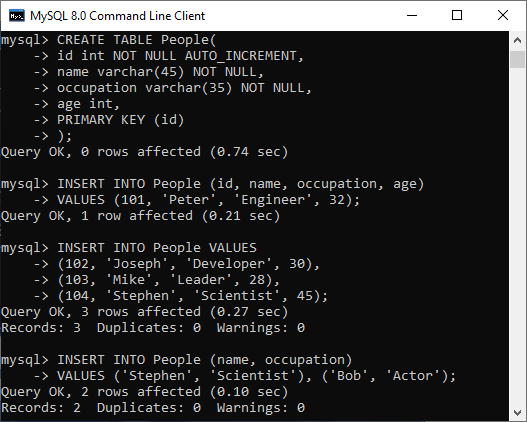 MySQL 8.0 Command Line Client
mysql> CREATE TABLE People(
    -> id int NOT NULL AUTO_INCREMENT,
    -> name varchar(45) NOT NULL,
    -> occupation varchar(35) NOT NULL,
    -> age int,
    -> PRIMARY KEY (id)
    -> );
Query OK, 0 rows affected (0.74 sec)

mysql> INSERT INTO People (id, name, occupation, age)
    -> VALUES (101, 'Peter', 'Engineer', 32);
Query OK, 1 row affected (0.21 sec)

mysql> INSERT INTO People VALUES
    -> (102, 'Joseph', 'Developer', 30),
    -> (103, 'Mike', 'Leader', 28),
    -> (104, 'Stephen', 'Scientist', 45);
Query OK, 3 rows affected (0.27 sec)
Records: 3  Duplicates: 0  Warnings: 0

mysql> INSERT INTO People (name, occupation)
    -> VALUES ('Stephen', 'Scientist'), ('Bob', 'Actor');
Query OK, 2 rows affected (0.10 sec)
Records: 2  Duplicates: 0  Warnings: 0